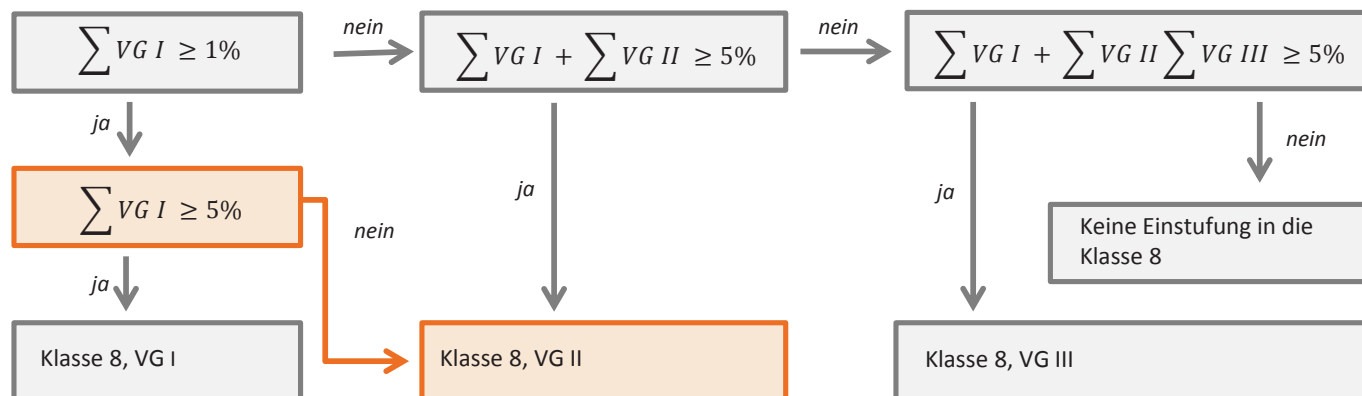 ∑ VG I ≥ 1%
nein
∑ VG I + ∑ VG II ≥ 5%
nein
∑ VG I + ∑ VG II ∑ VG III ≥ 5%
ja
∑ VG I ≥ 5%
nein
ja
ja
nein
Keine Einstufung in die
Klasse 8
ja
Klasse 8, VG I
Klasse 8, VG II
Klasse 8, VG III